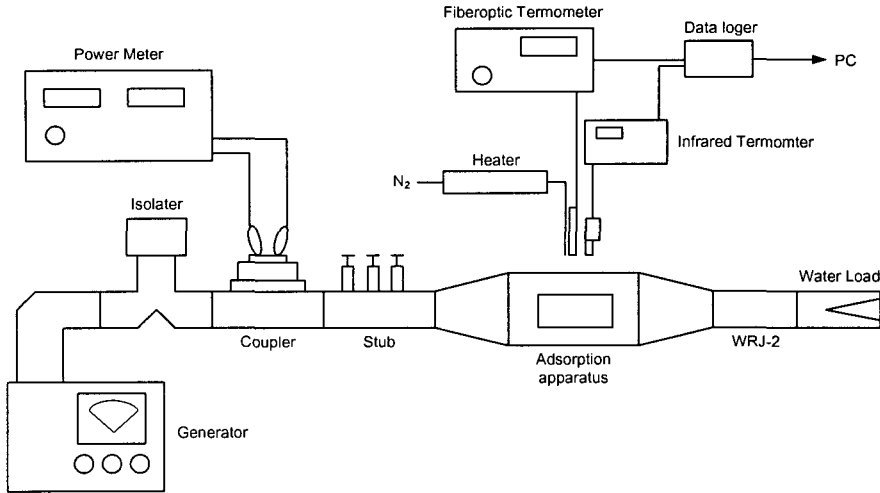 Fiberoptic Termometer
Data loger
Power Meter
PC
Infrared Termomter
Heater
N₂
Isolater
Water Load
Coupler
Stub
WRJ-2
Adsorption
apparatus
Generator